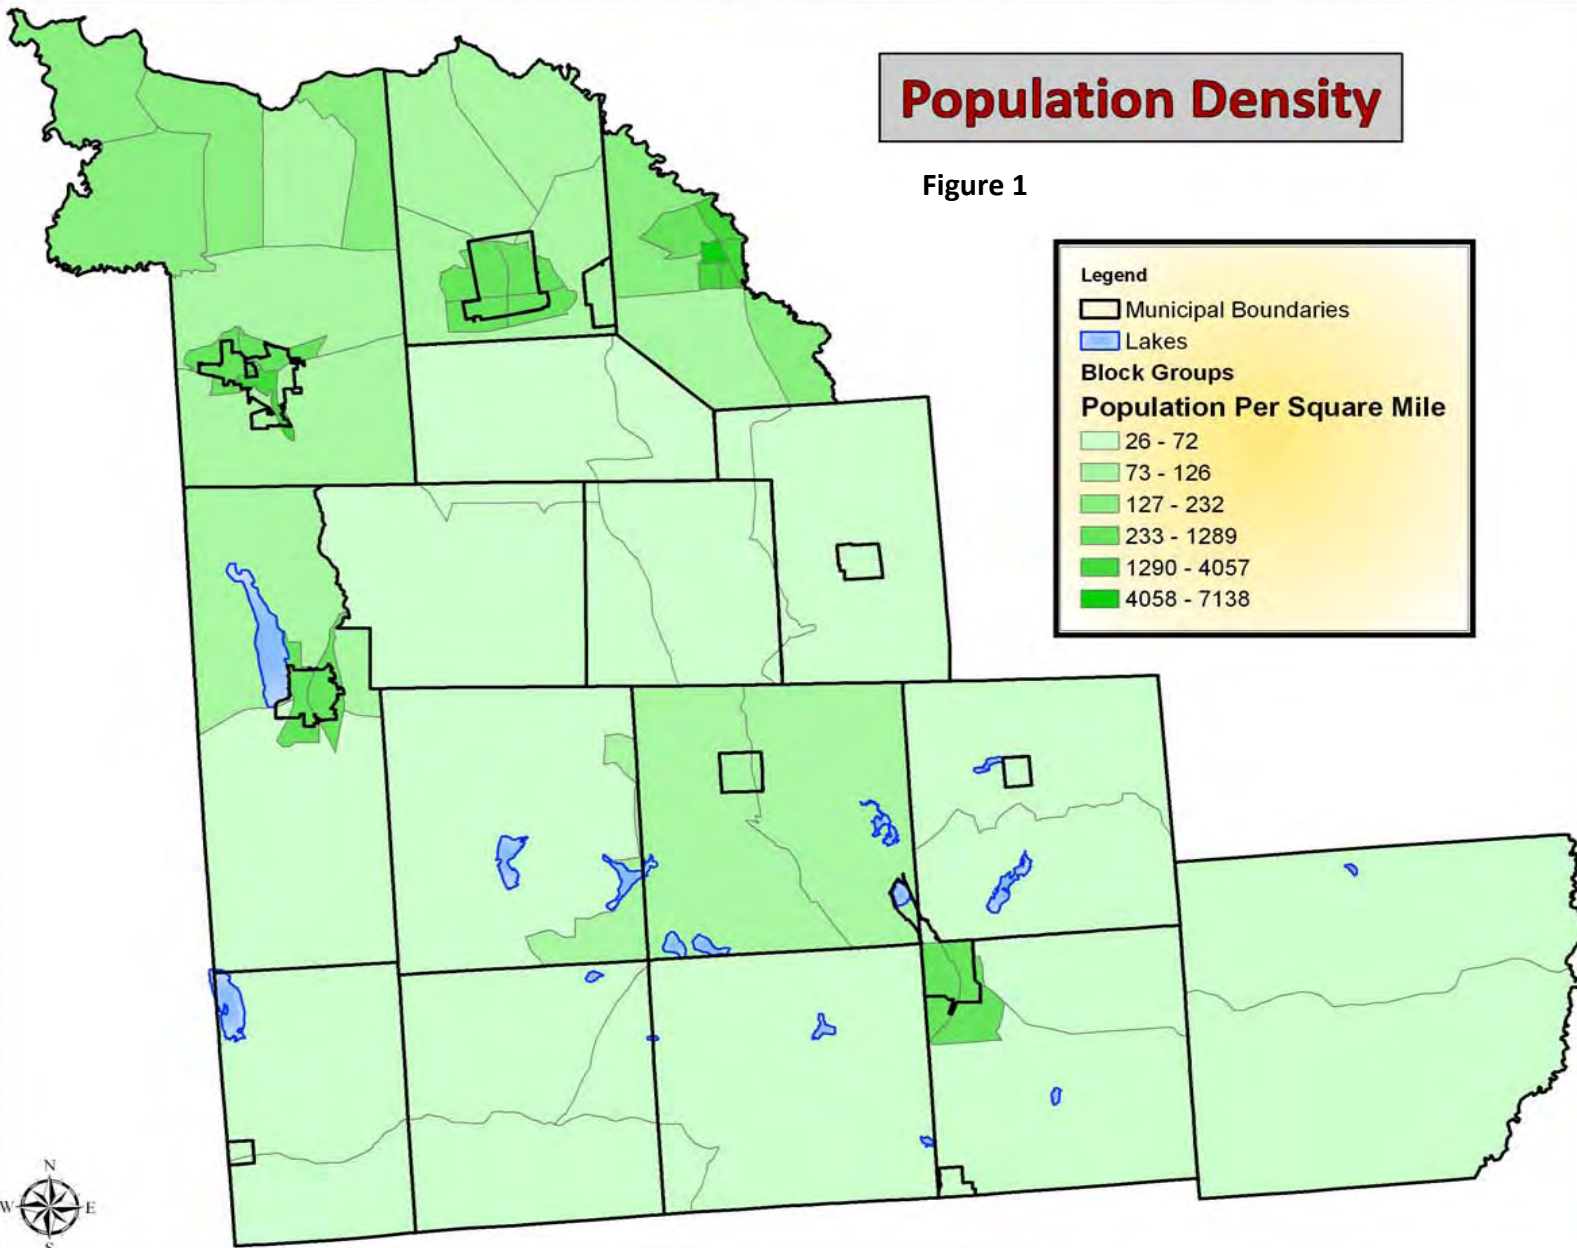 Population Density
Figure 1
Legend
Municipal Boundaries
Lakes
Block Groups
Population Per Square Mile
26 - 72
73 - 126
127 - 232
233 - 1289
1290 - 4057
4058 - 7138
N
W E
S